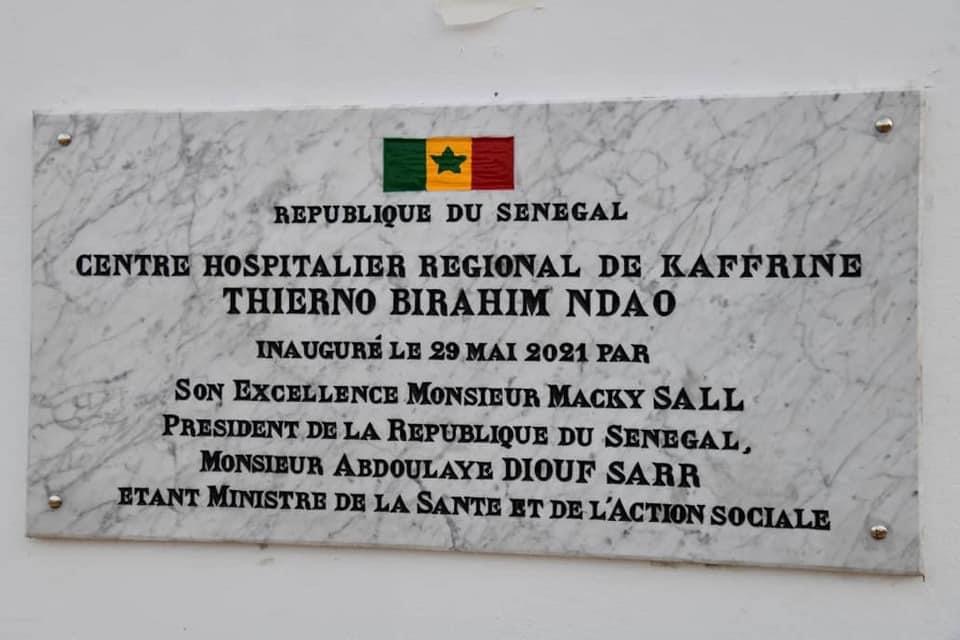 REPUBLIQUE DU SENEGAL
CENTRE HOSPITALIER REGIONAL DE KAFFRINE
THIERNO BIRAHIM NDAO
INAUGURÉ LE 29 MAI 2021 PAR
SON EXCELLENCE MONSIEUR MACKY SALL
PRESIDENT DE LA REPUBLIQUE DU SENEGAL,
MONSIEUR ABDOULAYE DIOUF SARR
ETANT MINISTRE DE LA SANTE ET DE L'ACTION SOCIALE